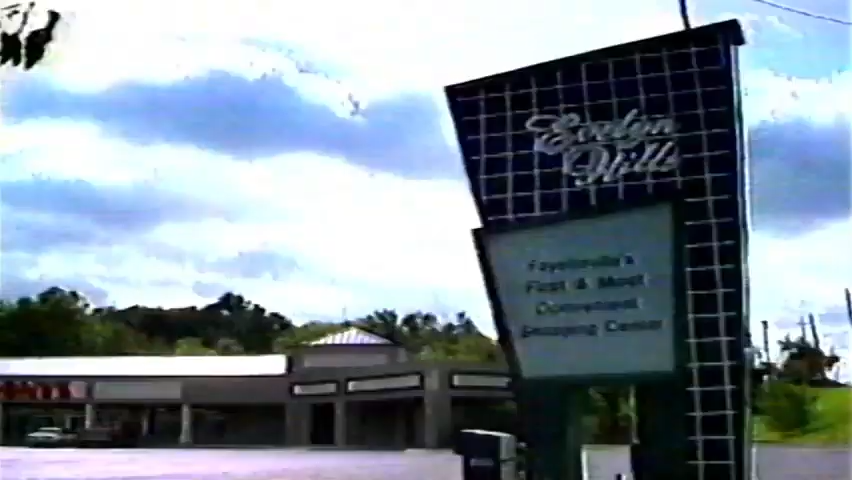 Evelyn
Hills
Fayetteville's
First & Most
Convenient
Shopping Center